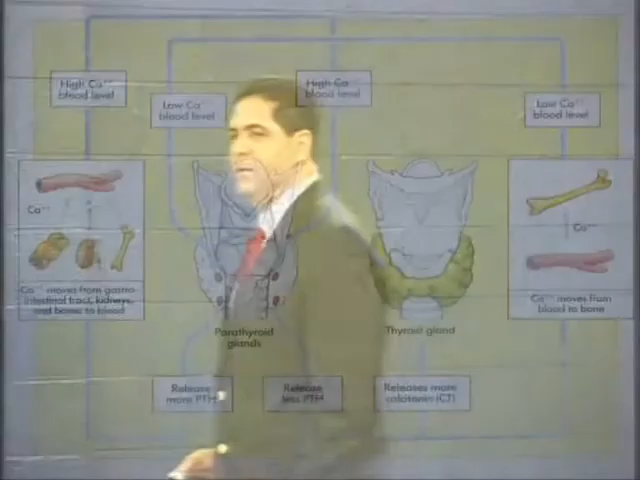 High Ca++
blood level
Low Ca
blood level
High Ca
blood level
Low Ca++
blood level
Ca++
Ca++
Ca++ moves from gastro-
intestinal tract, kidneys,
and bone to blood
Ca++ moves from
blood to bone
Parathyroid
glands
Thyroid gland
Release
more PTH
Release
less PTH
Releases more
calcitonin (CT)